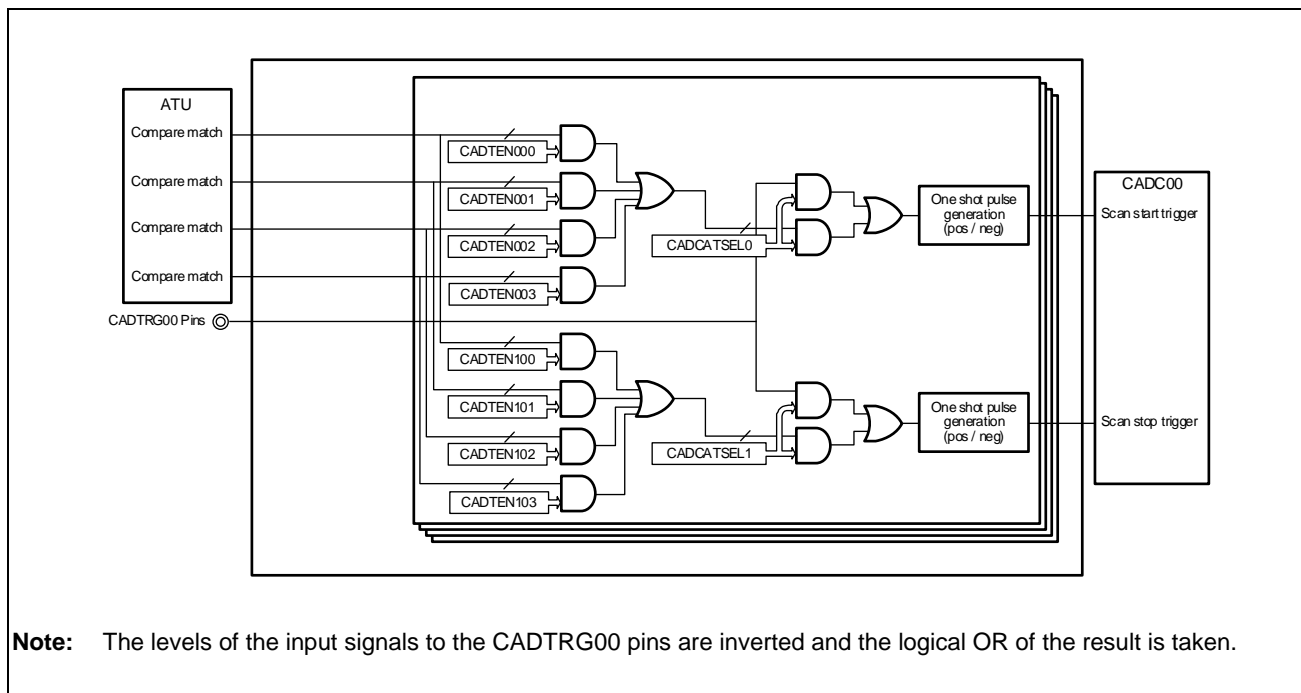 ATU
Compare match
Compare match
Compare match
Compare match
CADTRG00 Pins
CADTEN000
CADTEN001
CADTEN002
CADTEN003
CADTEN100
CADTEN101
CADTEN102
CADTEN103
CADCATSEL0
CADCATSEL1
One shot pulse
generation
(pos / neg)
One shot pulse
generation
(pos / neg)
CADC00
Scan start trigger
Scan stop trigger
Note: The levels of the input signals to the CADTRG00 pins are inverted and the logical OR of the result is taken.